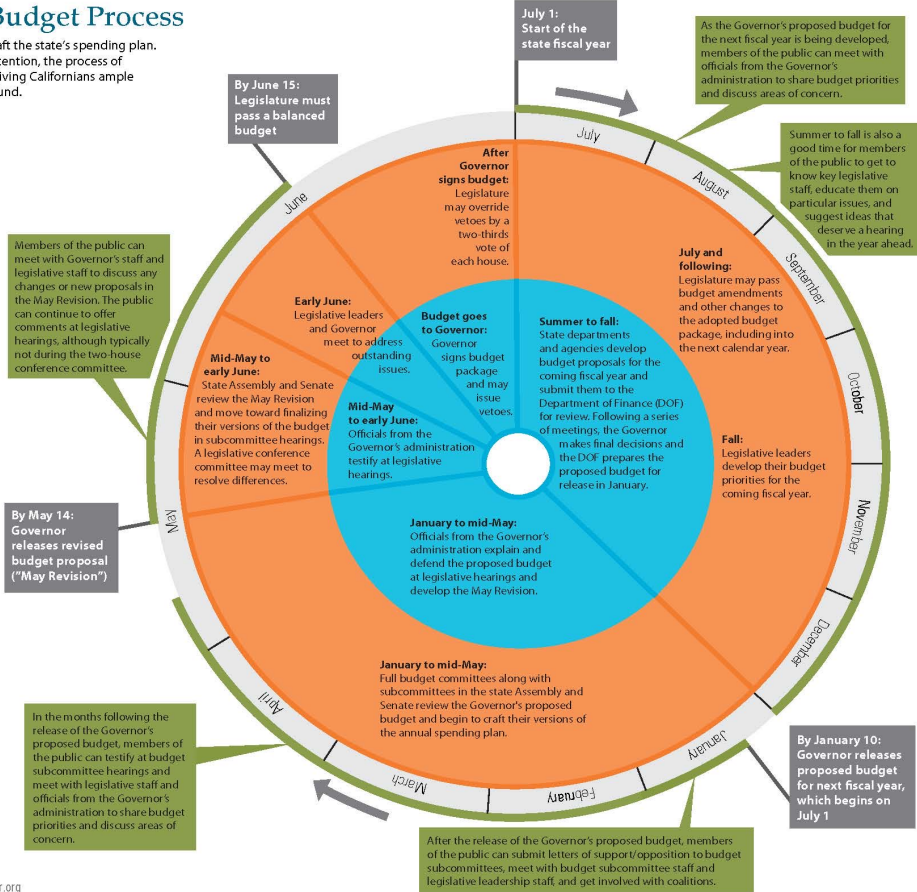 Budget Process
aft the state's spending plan.
tention, the process of
iving Californians ample
und.
July 1:
Start of the
state fiscal year
As the Governor's proposed budget for
the next fiscal year is being developed,
members of the public can meet with
officials from the Governor's
administration to share budget priorities
and discuss areas of concern.
By June 15:
Legislature must
pass a balanced
budget
Summer to fall is also a
good time for members
of the public to get to
know key legislative
staff, educate them on
particular issues, and
suggest ideas that
deserve a hearing
in the year ahead.
July
August
September
October
November
December
January
February
March
April
May
June
After
Governor
signs budget:
Legislature
may override
vetoes by a
two-thirds
vote of
each house.
July and
following:
Legislature may pass
budget amendments
and other changes to
the adopted budget
package, including into
the next calendar year.
Members of the public can
meet with Governor's staff and
legislative staff to discuss any
changes or new proposals in
the May Revision. The public
can continue to offer
comments at legislative
hearings, although typically
not during the two-house
conference committee.
Early June:
Legislative leaders
and Governor
meet to address
outstanding
issues.
Budget goes
to Governor:
Governor
signs budget
package
and may
issue
vetoes.
Summer to fall:
State departments
and agencies develop
budget proposals for the
coming fiscal year and
submit them to the
Department of Finance (DOF)
for review. Following a series
of meetings, the Governor
makes final decisions and
the DOF prepares the
proposed budget for
release in January.
Mid-May to
early June:
State Assembly and Senate
review the May Revision
and move toward finalizing
their versions of the budget
in subcommittee hearings.
A legislative conference
committee may meet to
resolve differences.
Mid-May
to early June:
Officials from the
Governor's administration
testify at legislative
hearings.
Fall:
Legislative leaders
develop their budget
priorities for the
coming fiscal year.
By May 14:
Governor
releases revised
budget proposal
("May Revision")
January to mid-May:
Officials from the Governor's
administration explain and
defend the proposed budget
at legislative hearings and
develop the May Revision.
January to mid-May:
Full budget committees along with
subcommittees in the state Assembly and
Senate review the Governor's proposed
budget and begin to craft their versions of
the annual spending plan.
In the months following the
release of the Governor's
proposed budget, members of
the public can testify at budget
subcommittee hearings and
meet with legislative staff and
officials from the Governor's
administration to share budget
priorities and discuss areas of
concern.
By January 10:
Governor releases
proposed budget
for next fiscal year,
which begins on
July 1
After the release of the Governor's proposed budget, members
of the public can submit letters of support/opposition to budget
subcommittees, meet with budget subcommittee staff and
legislative leadership staff, and get involved with coalitions.
r.org